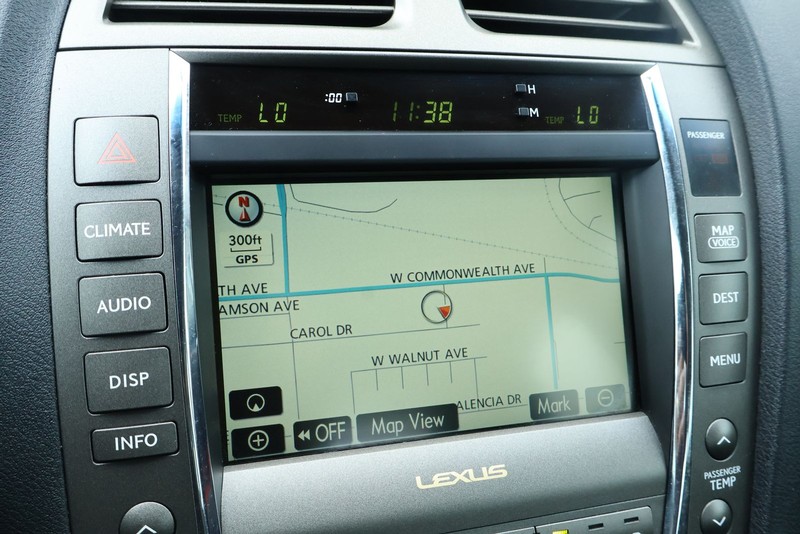 TEMP LO :00 11:38 H
M TEMP LO
PASSENGER
CLIMATE
AUDIO
DISP
INFO
MAP
VOICE
DEST
MENU
PASSENGER
TEMP
N
300ft
GPS
W COMMONWEALTH AVE
TH AVE
AMSON AVE
CAROL DR
W WALNUT AVE
ALENCIA DR
OFF
Map View
Mark
LEXUS